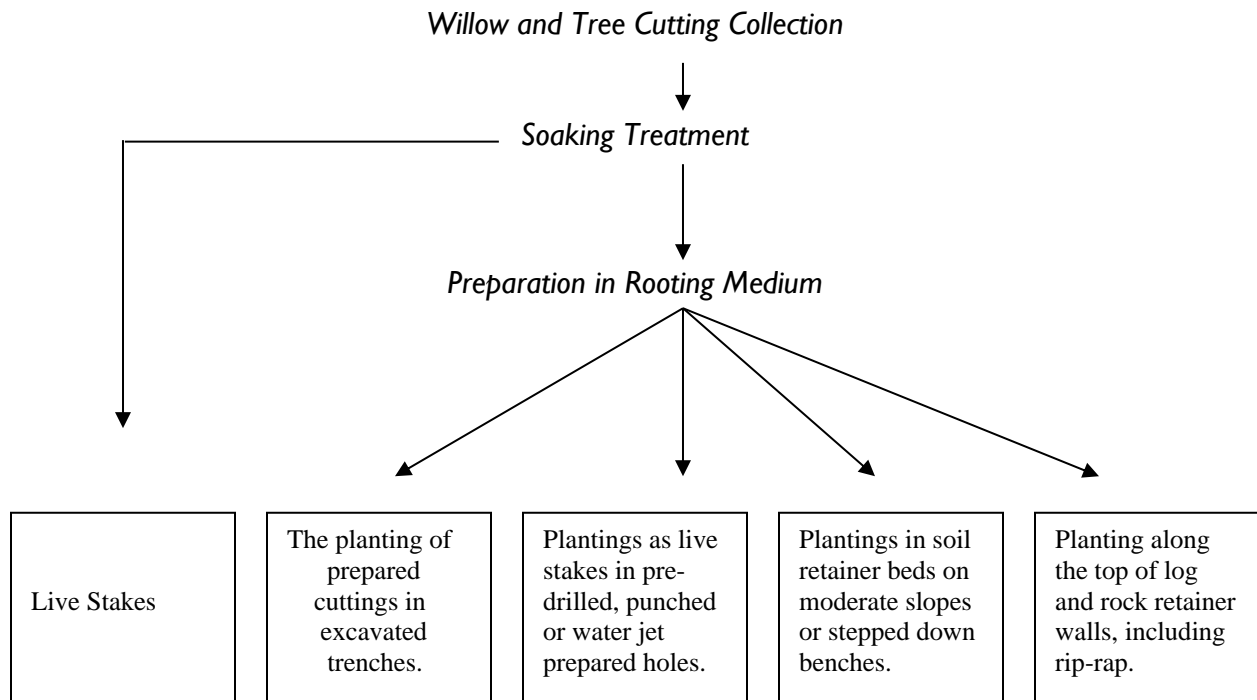 Willow and Tree Cutting Collection
Soaking Treatment
Preparation in Rooting Medium
Live Stakes
The planting of
prepared
cuttings in
excavated
trenches.
Plantings as live
stakes in pre-
drilled, punched
or water jet
prepared holes.
Plantings in soil
retainer beds on
moderate slopes
or stepped down
benches.
Planting along
the top of log
and rock retainer
walls, including
rip-rap.